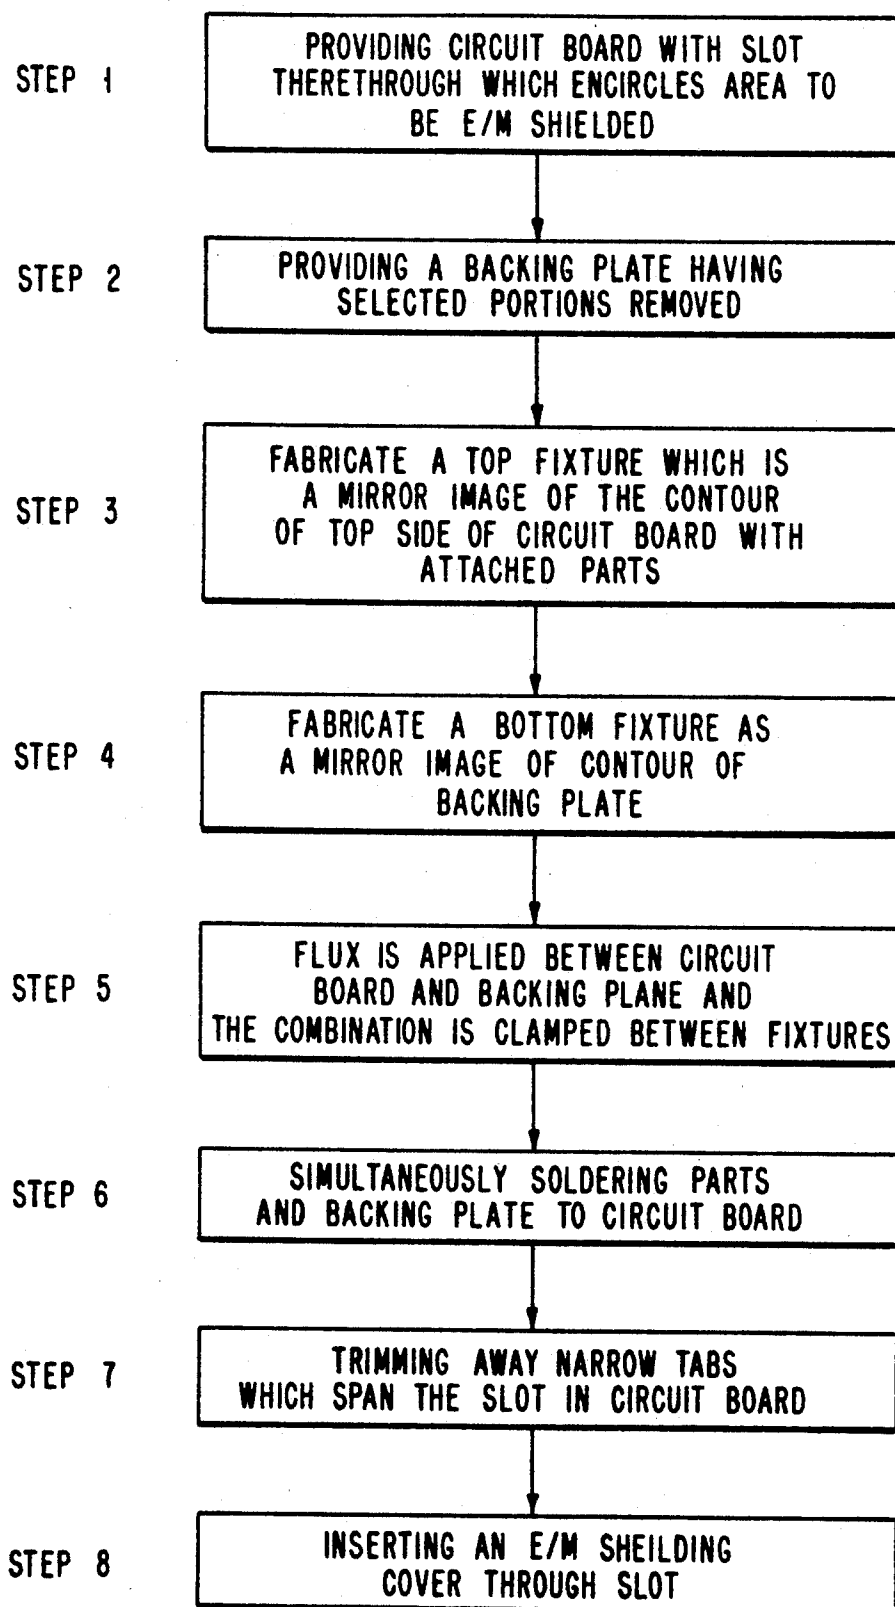 STEP 1
PROVIDING CIRCUIT BOARD WITH SLOT
THERETHROUGH WHICH ENCIRCLES AREA TO
BE E/M SHIELDED
STEP 2
PROVIDING A BACKING PLATE HAVING
SELECTED PORTIONS REMOVED
STEP 3
FABRICATE A TOP FIXTURE WHICH IS
A MIRROR IMAGE OF THE CONTOUR
OF TOP SIDE OF CIRCUIT BOARD WITH
ATTACHED PARTS
STEP 4
FABRICATE A BOTTOM FIXTURE AS
A MIRROR IMAGE OF CONTOUR OF
BACKING PLATE
STEP 5
FLUX IS APPLIED BETWEEN CIRCUIT
BOARD AND BACKING PLANE AND
THE COMBINATION IS CLAMPED BETWEEN FIXTURES
STEP 6
SIMULTANEOUSLY SOLDERING PARTS
AND BACKING PLATE TO CIRCUIT BOARD
STEP 7
TRIMMING AWAY NARROW TABS
WHICH SPAN THE SLOT IN CIRCUIT BOARD
STEP 8
INSERTING AN E/M SHEILDING
COVER THROUGH SLOT